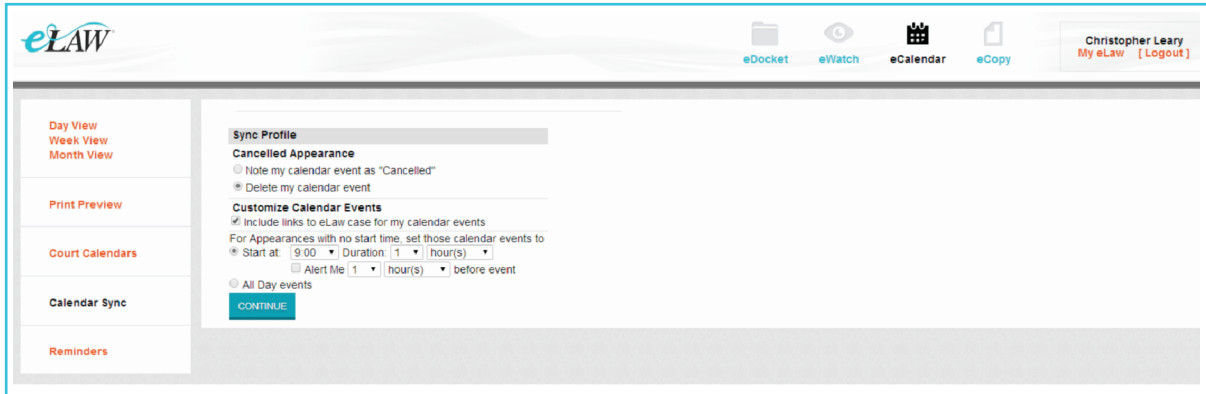 eLAW
eDocket
eWatch
eCalendar
eCopy
Christopher Leary
My eLaw [ Logout ]
Day View
Week View
Month View
Print Preview
Court Calendars
Calendar Sync
Reminders
Sync Profile
Cancelled Appearance
Note my calendar event as "Cancelled"
Delete my calendar event
Customize Calendar Events
Include links to eLaw case for my calendar events
For Appearances with no start time, set those calendar events to
Start at: 9:00 Duration: 1 hour(s)
Alert Me 1 hour(s) before event
All Day events
CONTINUE